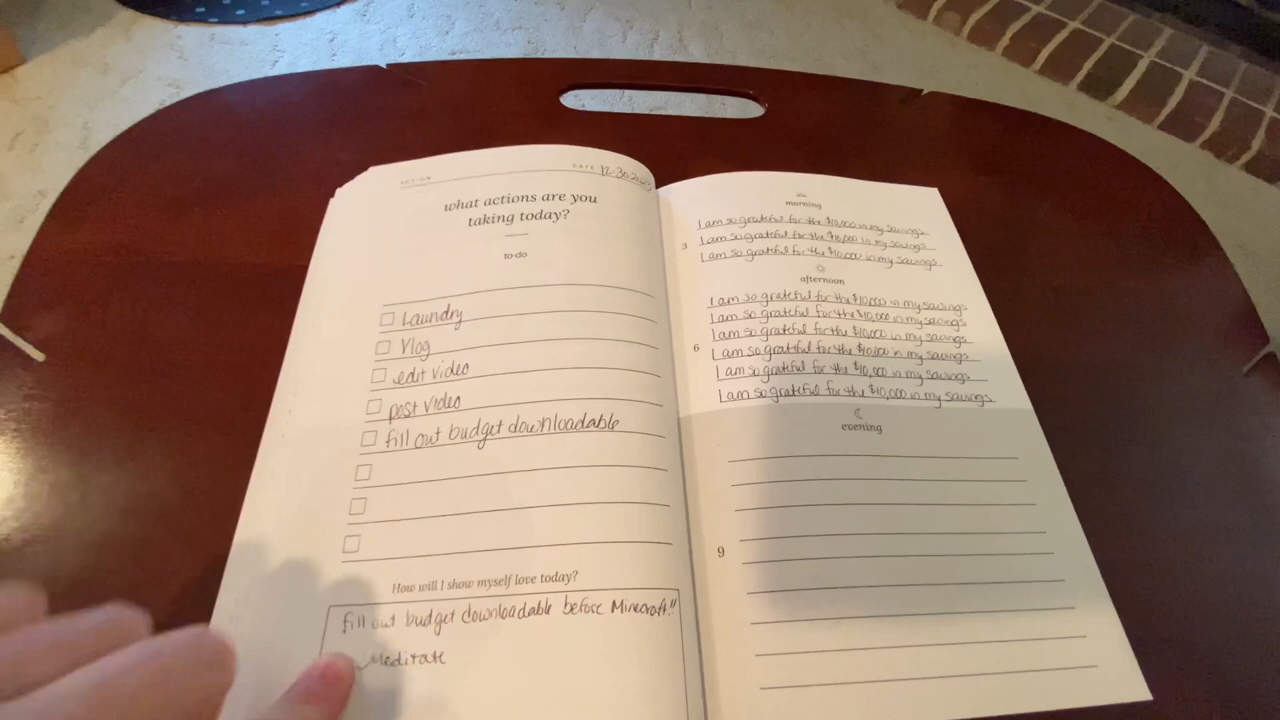 ACTION
DATE 12·30·2023
what actions are you
taking today?
to-do
Laundry
Vlog
edit video
post video
fill out budget downloadable
How will I show myself love today?
fill out budget downloadable before Minecraft!!
Meditate
morning
3
I am so grateful for the $10,000 in my savings.
I am so grateful for the $10,000 in my savings
I am so grateful for the $10,000 in my savings
afternoon
6
I am so grateful for the $10,000 in my savings
I am so grateful for the $10,000 in my savings
I am so grateful for the $10,000 in my savings
I am so grateful for the $10,000 in my savings
I am so grateful for the $10,000 in my savings
I am so grateful for the $10,000 in my savings
evening
9